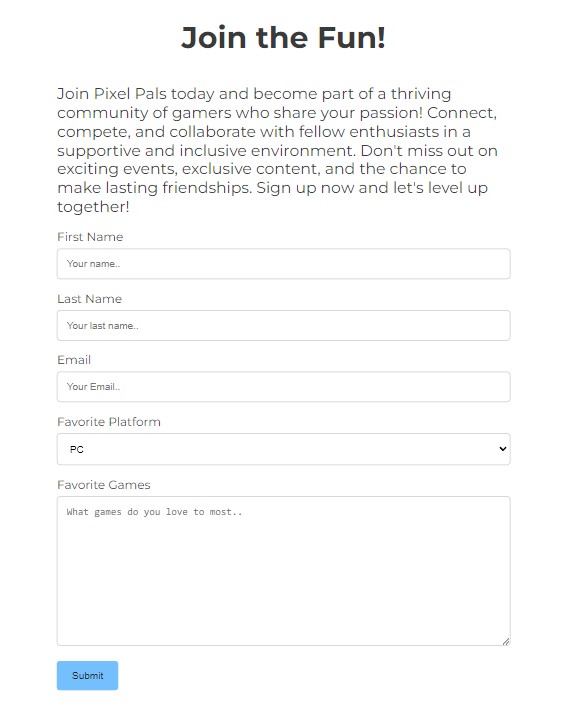 Join the Fun!
Join Pixel Pals today and become part of a thriving
community of gamers who share your passion! Connect,
compete, and collaborate with fellow enthusiasts in a
supportive and inclusive environment. Don't miss out on
exciting events, exclusive content, and the chance to
make lasting friendships. Sign up now and let's level up
together!
First Name
Your name..
Last Name
Your last name..
Email
Your Email..
Favorite Platform
PC
Favorite Games
What games do you love to most..
Submit